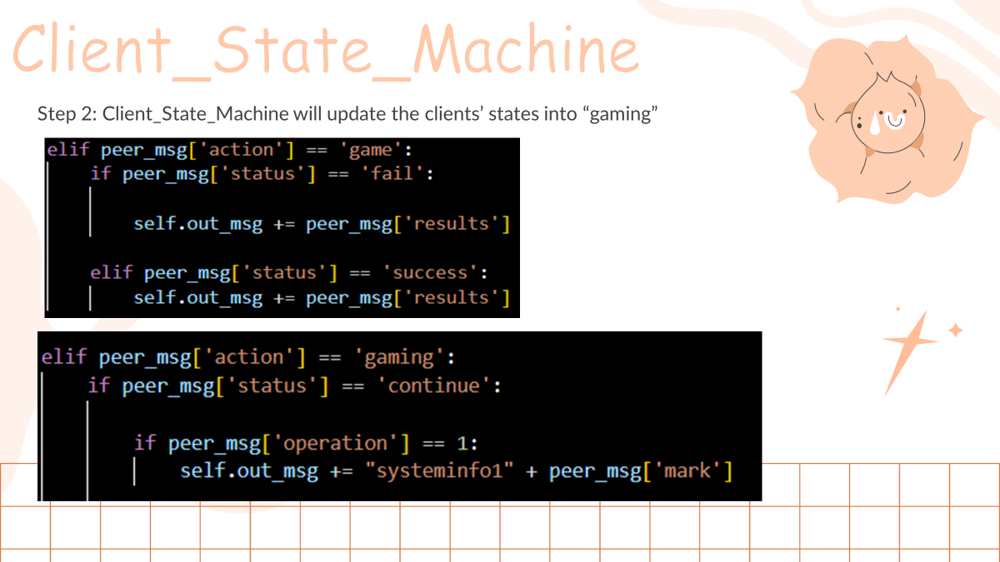 Client_State_Machine
Step 2: Client_State_Machine will update the clients’ states into “gaming”
elif peer_msg['action'] == 'game':
if peer_msg['status'] == 'fail':
self.out_msg += peer_msg['results']
elif peer_msg['status'] == 'success':
self.out_msg += peer_msg['results']
elif peer_msg['action'] == 'gaming':
if peer_msg['status'] == 'continue':
if peer_msg['operation'] == 1:
self.out_msg += "systeminfo1" + peer_msg['mark']